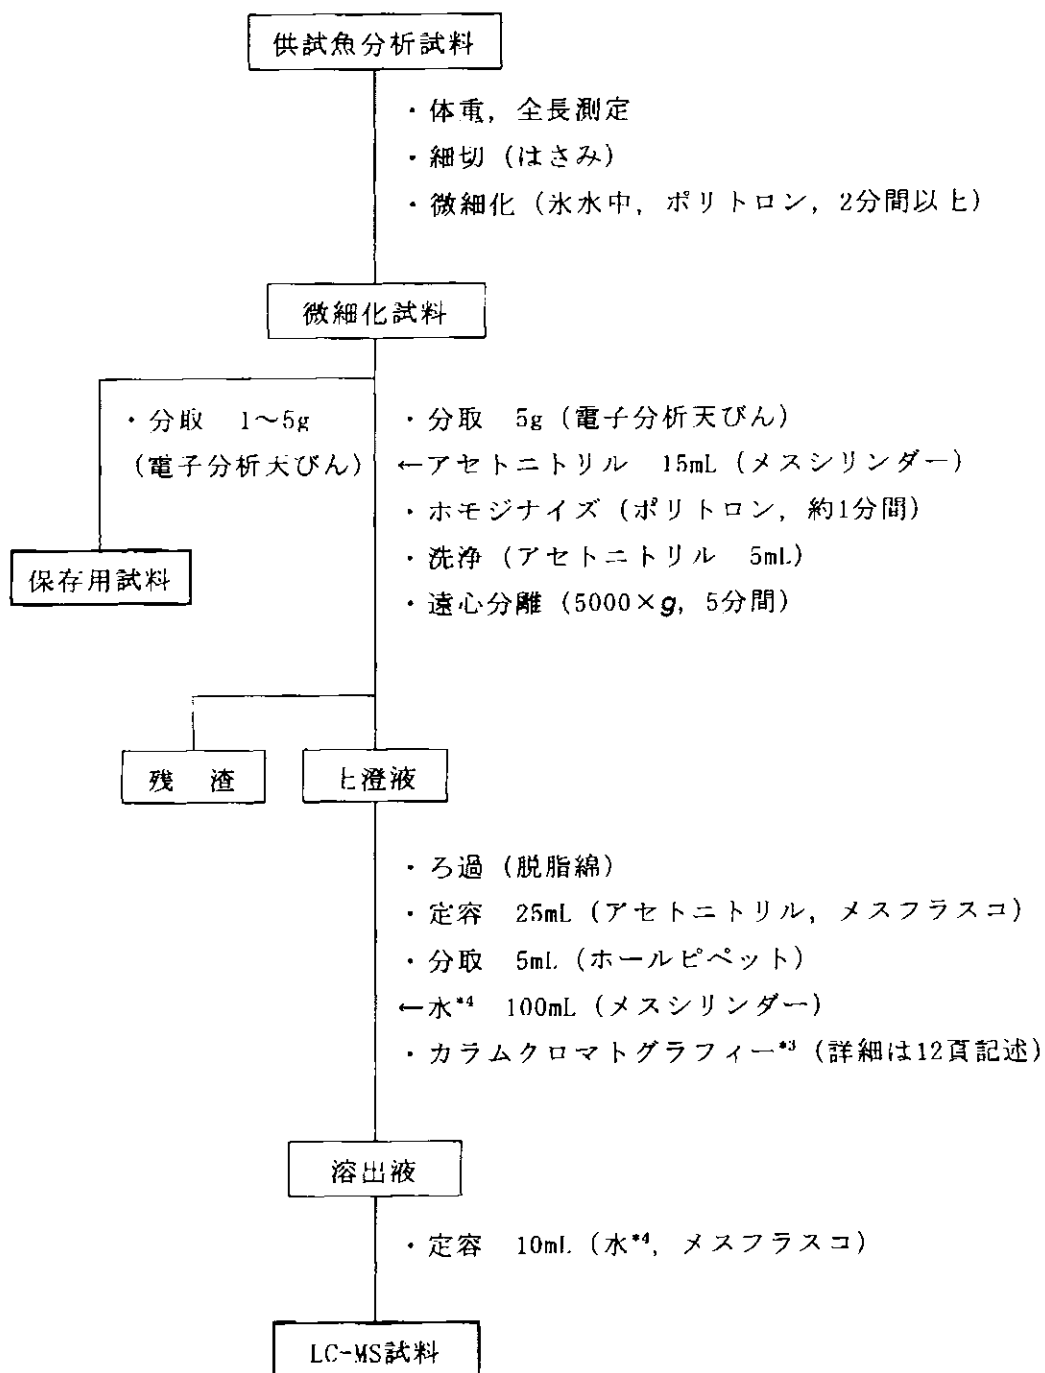 供試魚分析試料
・体重，全長測定
・細切（はさみ）
・微細化（氷水中，ポリトロン，2分間以上）
微細化試料
・分取　1〜5g
（電子分析天びん）
保存用試料
・分取　5g（電子分析天びん）
←アセトニトリル　15mL（メスシリンダー）
・ホモジナイズ（ポリトロン，約1分間）
・洗浄（アセトニトリル　5mL）
・遠心分離（5000×g，5分間）
残　渣
上澄液
・ろ過（脱脂綿）
・定容　25mL（アセトニトリル，メスフラスコ）
・分取　5mL（ホールピペット）
←水*4　100mL（メスシリンダー）
・カラムクロマトグラフィー*3（詳細は12頁記述）
溶出液
・定容　10mL（水*4，メスフラスコ）
LC-MS試料